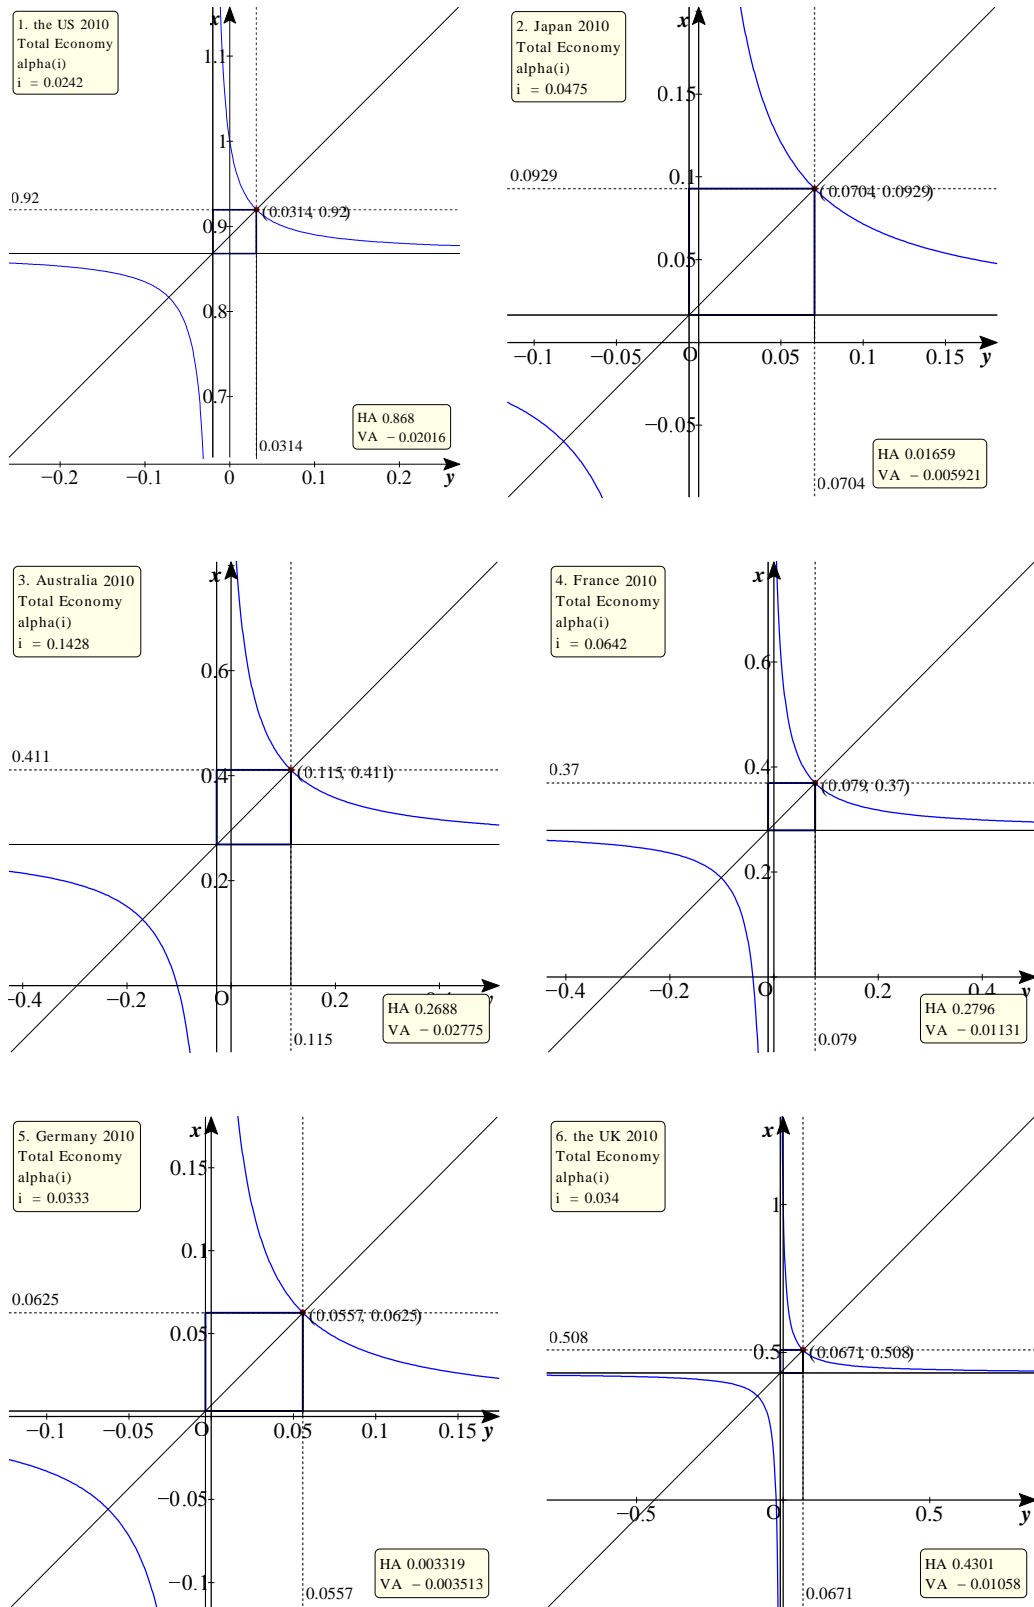 1. the US 2010
Total Economy
alpha(i)
i = 0.0242
x
1.1
1
0.92
(0.0314, 0.92)
0.9
0.8
0.7
HA 0.868
VA −0.02016
0.0314
−0.2 −0.1 0 0.1 0.2 y
2. Japan 2010
Total Economy
alpha(i)
i = 0.0475
x
0.15
0.1
0.0929
(0.0704, 0.0929)
0.05
−0.1 −0.05 O 0.05 0.1 0.15 y
−0.05
HA 0.01659
VA −0.005921
0.0704
3. Australia 2010
Total Economy
alpha(i)
i = 0.1428
x
0.6
0.411
(0.115, 0.411)
0.4
0.2
−0.4 −0.2 O 0.2 0.4 y
HA 0.2688
VA −0.02775
0.115
4. France 2010
Total Economy
alpha(i)
i = 0.0642
x
0.6
0.4
0.37
(0.079, 0.37)
0.2
−0.4 −0.2 O 0.2 0.4 y
HA 0.2796
VA −0.01131
0.079
5. Germany 2010
Total Economy
alpha(i)
i = 0.0333
x
0.15
0.1
0.0625
(0.0557, 0.0625)
0.05
−0.1 −0.05 O 0.05 0.1 0.15 y
−0.05
−0.1
HA 0.003319
VA −0.003513
0.0557
6. the UK 2010
Total Economy
alpha(i)
i = 0.034
x
1
0.508
0.5
(0.0671, 0.508)
−0.5 O 0.5 y
HA 0.4301
VA −0.01058
0.0671